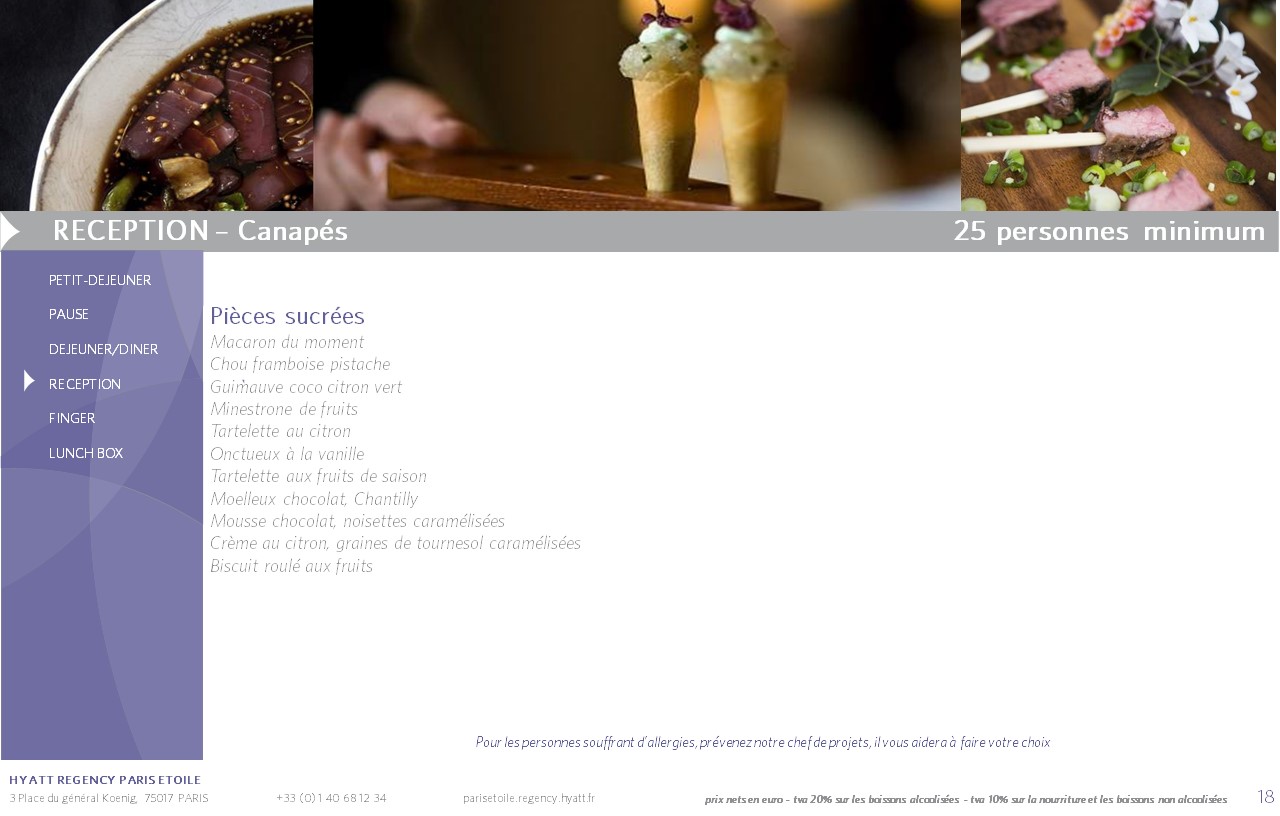 RECEPTION – Canapés
25 personnes minimum
PETIT-DEJEUNER
PAUSE
DEJEUNER/DINER
RECEPTION
FINGER
LUNCH BOX
Pièces sucrées
Macaron du moment
Chou framboise pistache
Guimauve coco citron vert
Minestrone de fruits
Tartelette au citron
Onctueux à la vanille
Tartelette aux fruits de saison
Moelleux chocolat, Chantilly
Mousse chocolat, noisettes caramélisées
Crème au citron, graines de tournesol caramélisées
Biscuit roulé aux fruits
Pour les personnes souffrant d'allergies, prévenez notre chef de projets, il vous aidera à faire votre choix
HYATT REGENCY PARIS ETOILE
3 Place du général Koenig, 75017 PARIS
+33 (0) 1 40 68 12 34
parisetoile.regency.hyatt.fr
prix nets en euro – tva 20% sur les boissons alcoolisées - tva 10% sur la nourriture et les boissons non alcoolisées
18